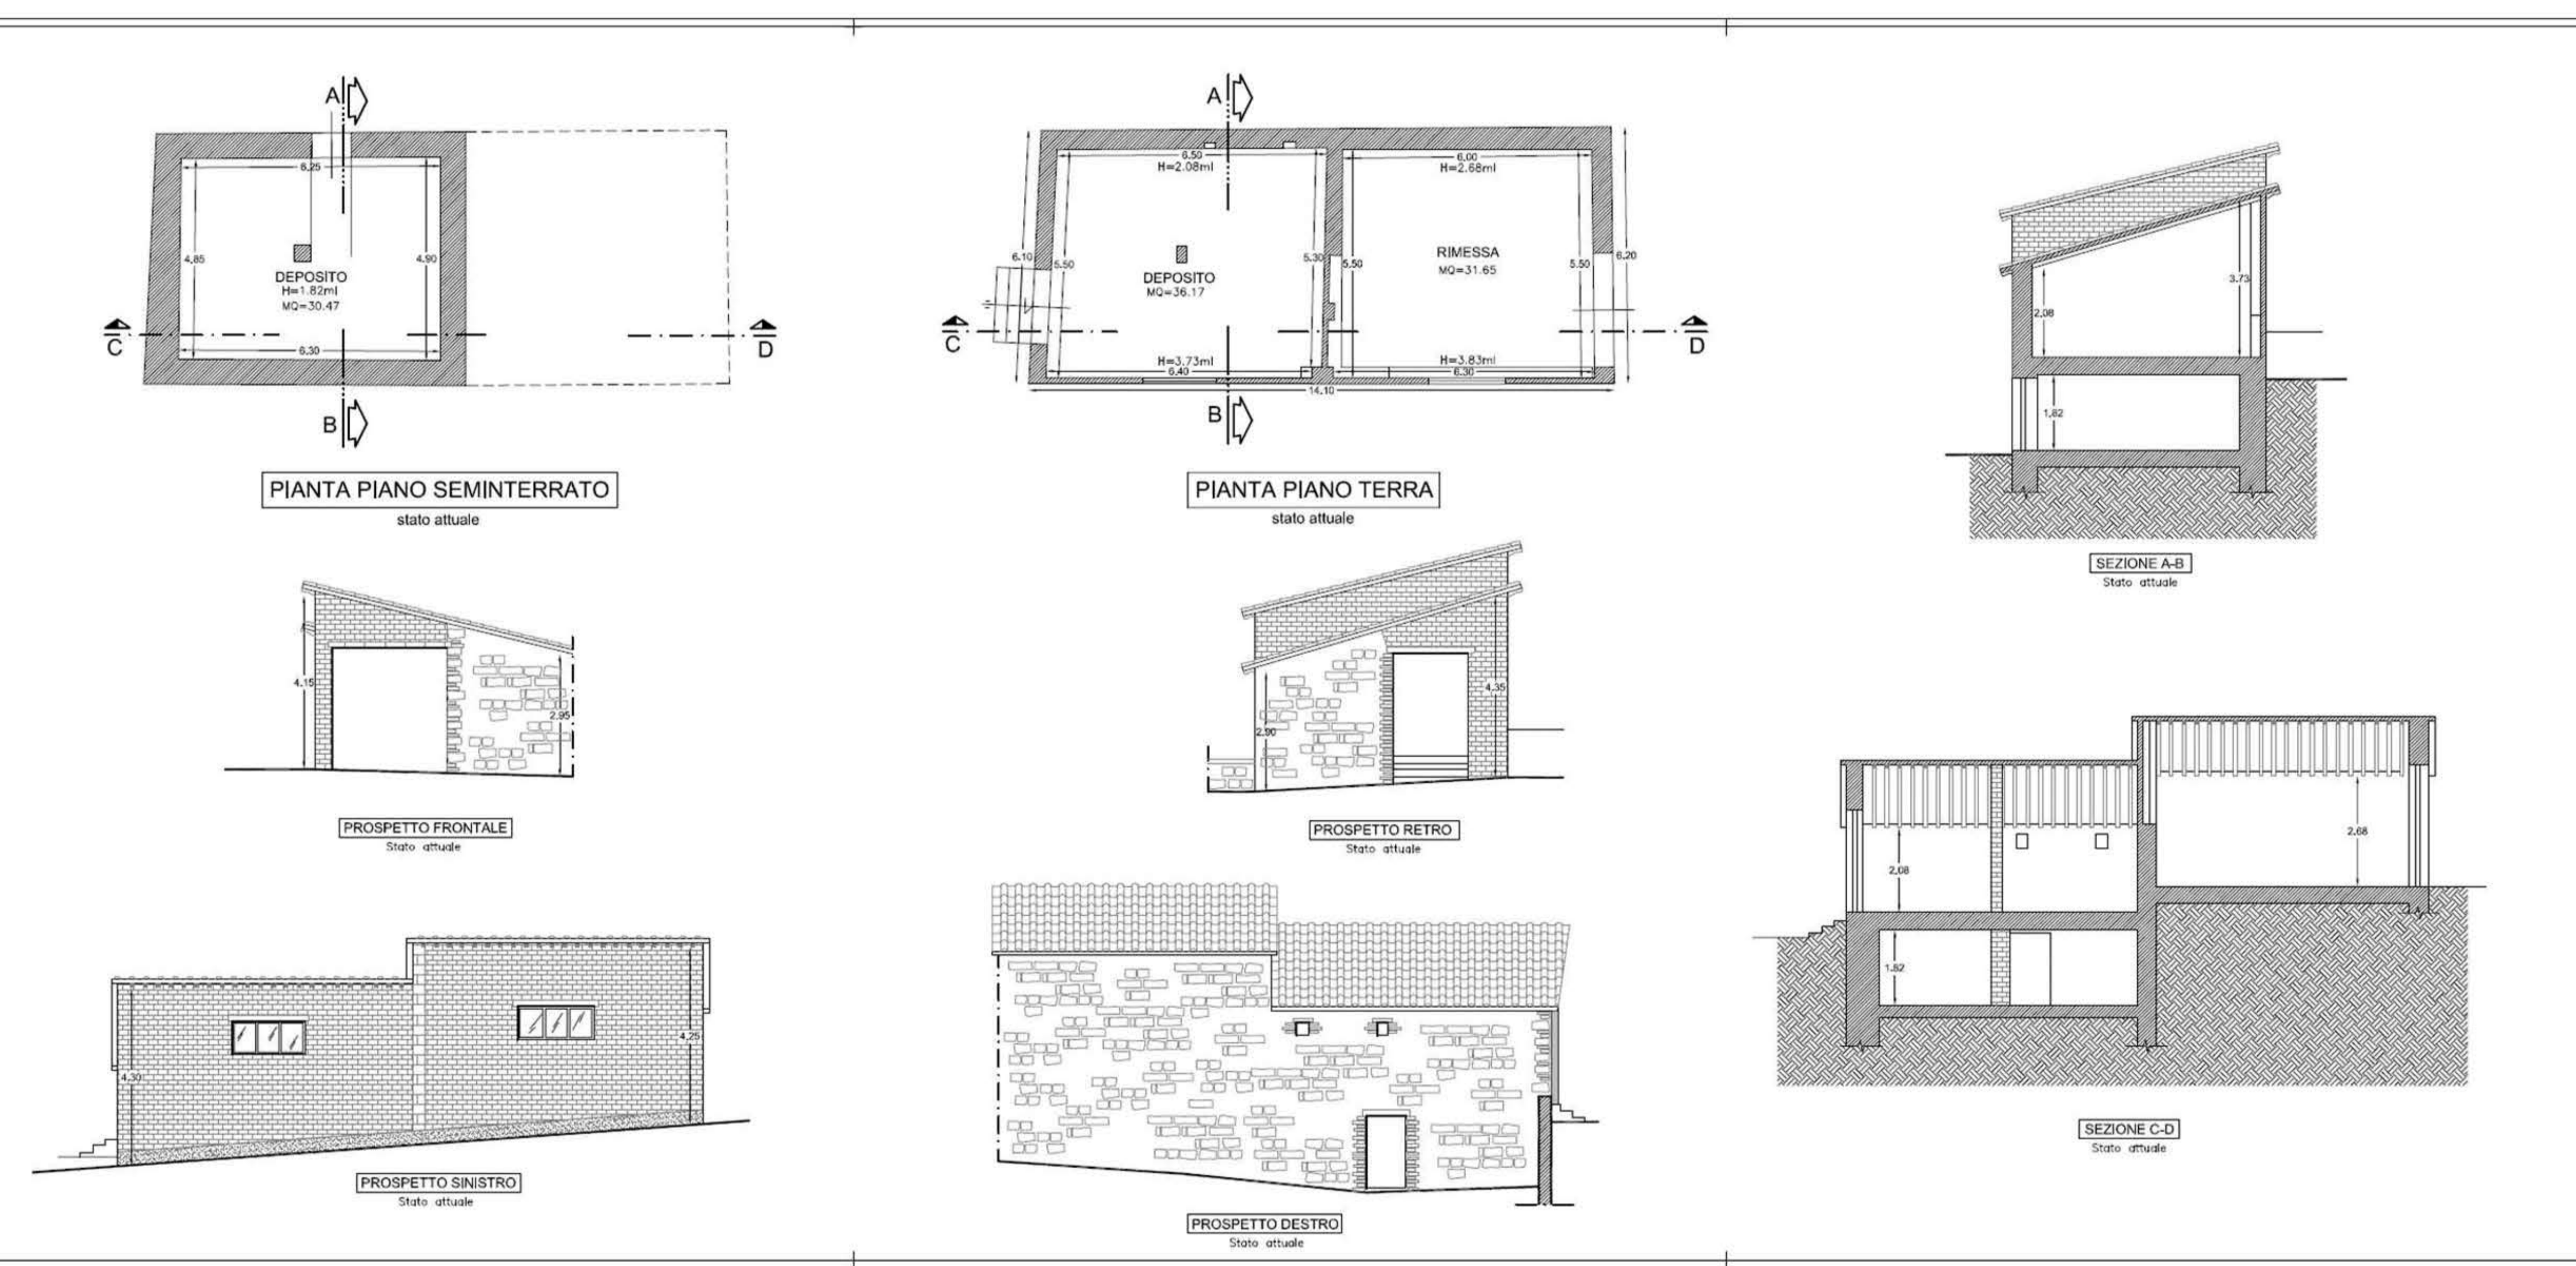 A
6.25
4.85
4.90
DEPOSITO
H=1.82ml
MQ=30.47
C
D
6.30
B
PIANTA PIANO SEMINTERRATO
stato attuale
A
6.50
H=2.08ml
6.00
H=2.68ml
6.10
5.50
5.30
5.50
5.50
6.20
DEPOSITO
MQ=36.17
RIMESSA
MQ=31.65
C
D
H=3.73ml
6.40
H=3.83ml
6.30
14.10
B
PIANTA PIANO TERRA
stato attuale
3.73
2.08
1.82
SEZIONE A-B
Stato attuale
4.15
2.95
PROSPETTO FRONTALE
Stato attuale
4.35
2.90
PROSPETTO RETRO
Stato attuale
2.68
2.08
1.82
SEZIONE C-D
Stato attuale
4.25
4.30
PROSPETTO SINISTRO
Stato attuale
PROSPETTO DESTRO
Stato attuale